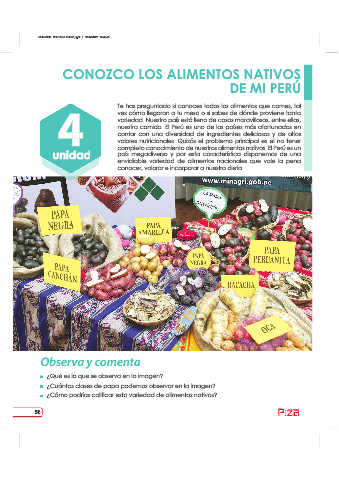 CONOZCO LOS ALIMENTOS NATIVOS
DE MI PERÚ
4
unidad
Te has preguntado si conoces todos los alimentos que comes, tal
vez cómo llegaron a tu mesa o si sabes de dónde proviene tanta
variedad. Nuestro país está lleno de cosas maravillosas, entre ellas,
nuestra comida. El Perú es uno de los países más afortunados en
contar con una diversidad de ingredientes deliciosos y de altos
valores nutricionales. Quizás el problema principal es el no tener
completo conocimiento de nuestros alimentos nativos. El Perú es un
país megadiverso y por esta característica disponemos de una
envidiable variedad de alimentos nacionales que vale la pena
conocer, valorar e incorporar a nuestra dieta.
www.minagri.gob.pe
PAPA
NEGRA
PAPA
AMARILLA
PAPA
CANCHÁN
PAPA
NEGRA
PAPA
PERUANITA
OCA
Observa y comenta
¿Qué es lo que se observa en la imagen?
¿Cuántas clases de papa podemos observar en la imagen?
¿Cómo podrías calificar esta variedad de alimentos nativos?
56